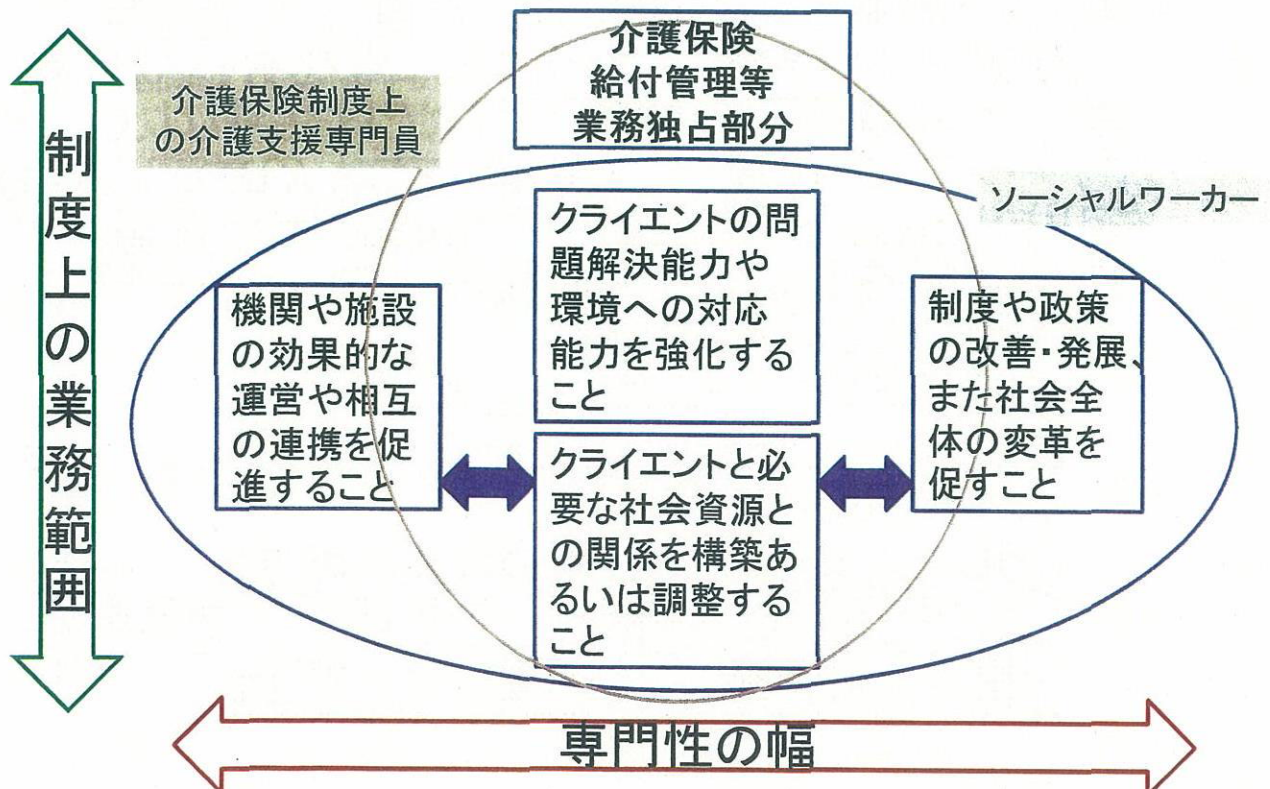 介護保険
給付管理等
業務独占部分
介護保険制度上
の介護支援専門員
ソーシャルワーカー
制度上の業務範囲
クライエントの問
題解決能力や
環境への対応
能力を強化する
こと
機関や施設
の効果的な
運営や相互
の連携を促
進すること
クライエントと必
要な社会資源と
の関係を構築あ
るいは調整する
こと
制度や政策
の改善・発展、
また社会全
体の変革を
促すこと
専門性の幅